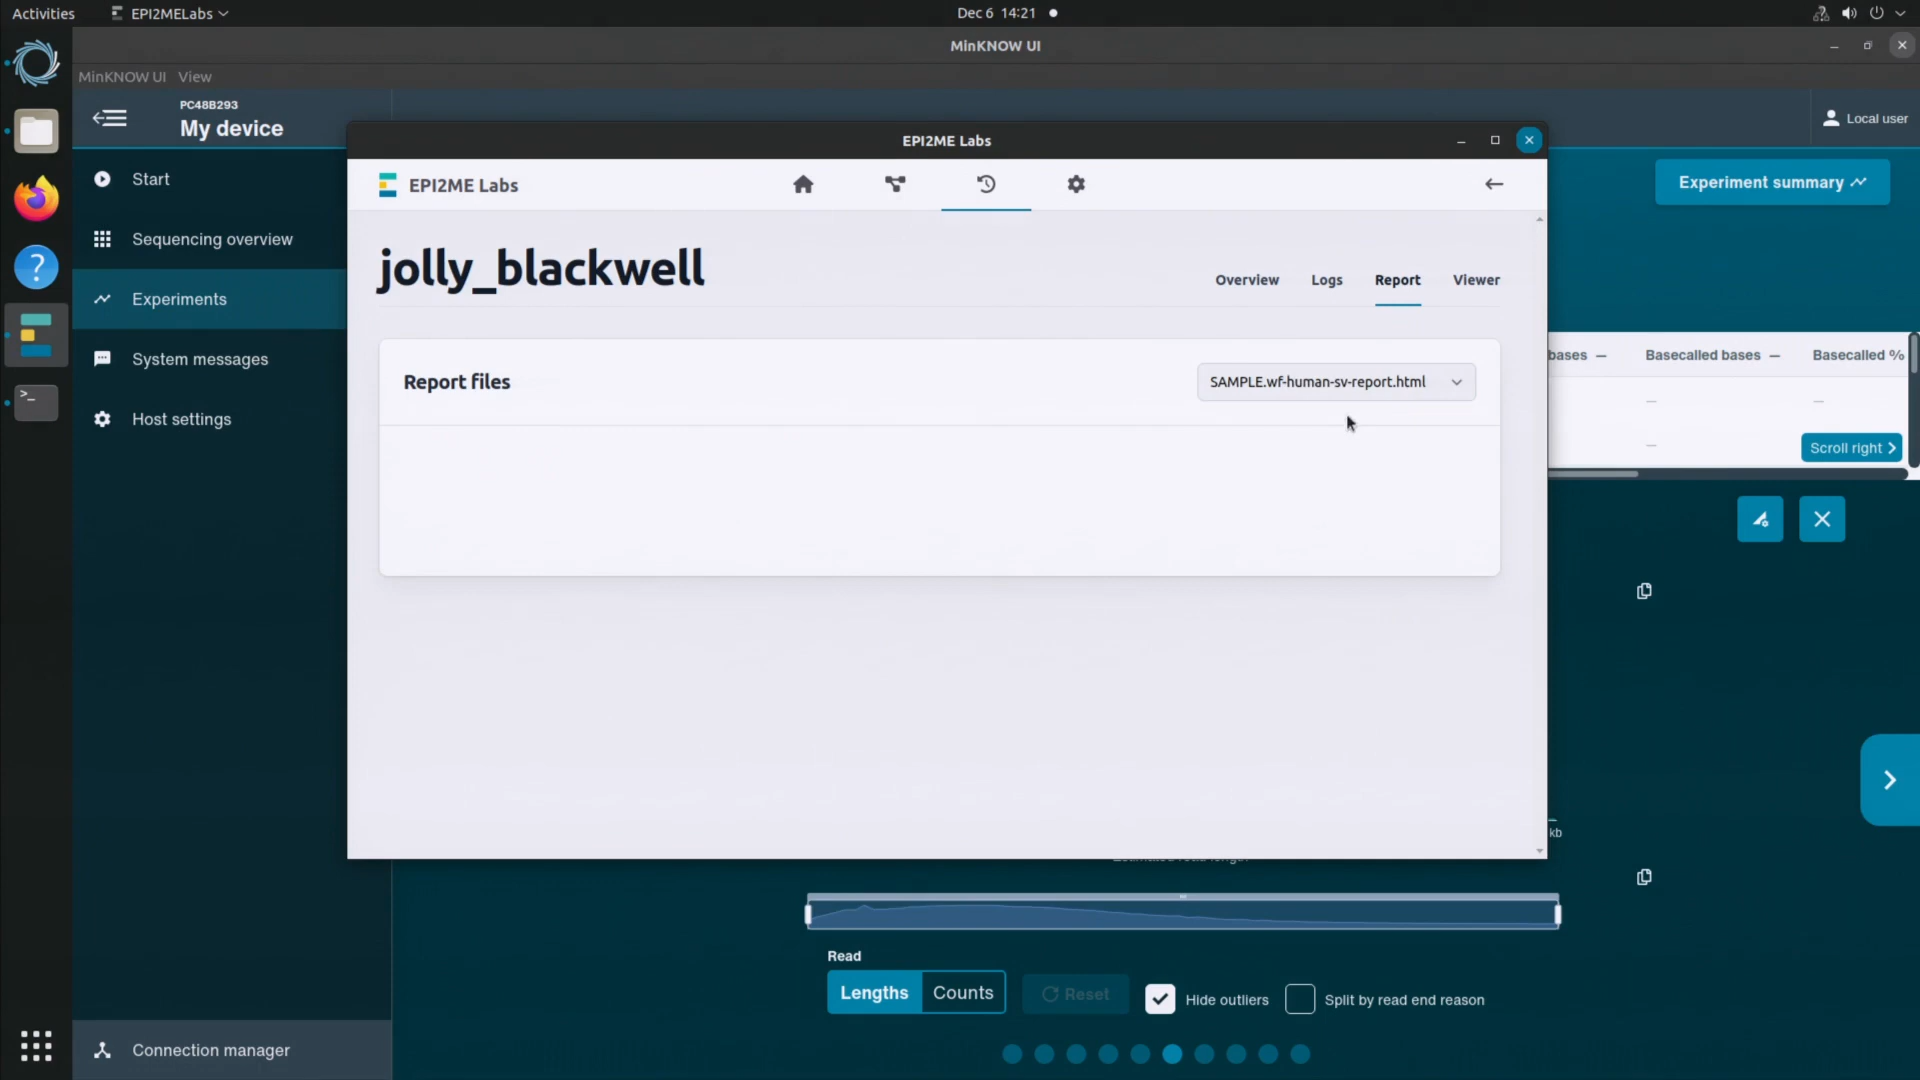 Activities
EPI2MELabs
Dec 6 14:21
MinKNOW UI
MinKNOW UI View
PC48B293
My device
Local user
EPI2ME Labs
EPI2ME Labs
Start
Experiment summary
Sequencing overview
jolly_blackwell
Overview
Logs
Report
Viewer
Experiments
bases
Basecalled bases
Basecalled %
System messages
Report files
SAMPLE.wf-human-sv-report.html
Host settings
Scroll right
kb
Estimated read length
Read
Lengths
Counts
Reset
Hide outliers
Split by read end reason
Connection manager